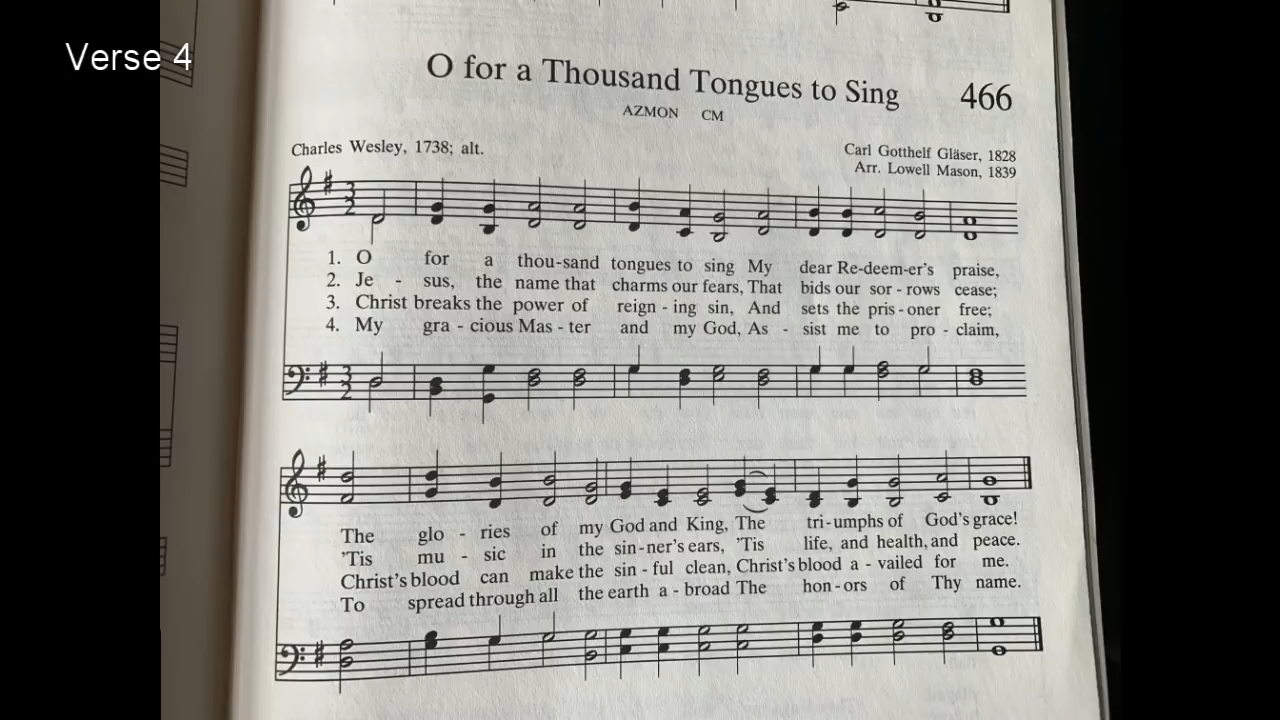 Verse 4
O for a Thousand Tongues to Sing 466
AZMON CM
Charles Wesley, 1738; alt.
Carl Gotthelf Gläser, 1828
Arr. Lowell Mason, 1839
3
2
1. O for a thou-sand tongues to sing My dear Re-deem-er's praise,
2. Je - sus, the name that charms our fears, That bids our sor - rows cease;
3. Christ breaks the power of reign - ing sin, And sets the pris - oner free;
4. My gra - cious Mas - ter and my God, As - sist me to pro - claim,
3
2
The glo - ries of my God and King, The tri - umphs of God's grace!
'Tis mu - sic in the sin-ner's ears, 'Tis life, and health, and peace.
Christ's blood can make the sin - ful clean, Christ's blood a - vailed for me.
To spread through all the earth a - broad The hon - ors of Thy name.